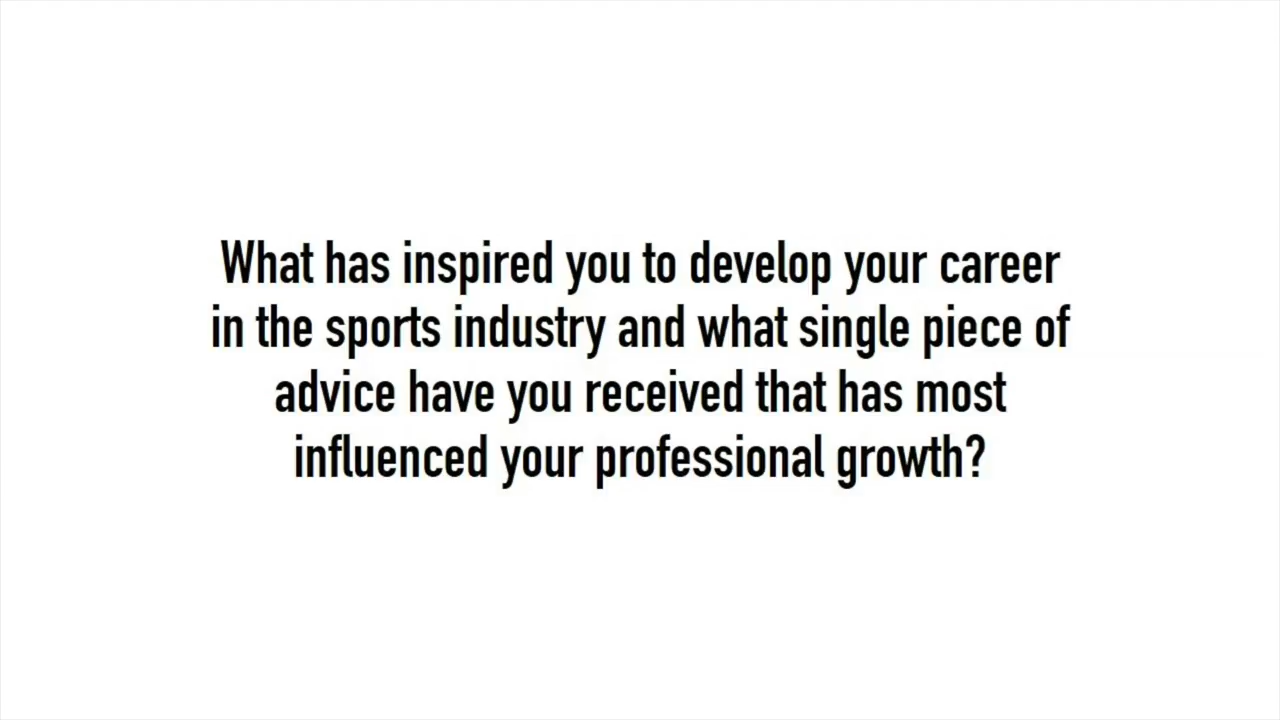 What has inspired you to develop your career
in the sports industry and what single piece of
advice have you received that has most
influenced your professional growth?